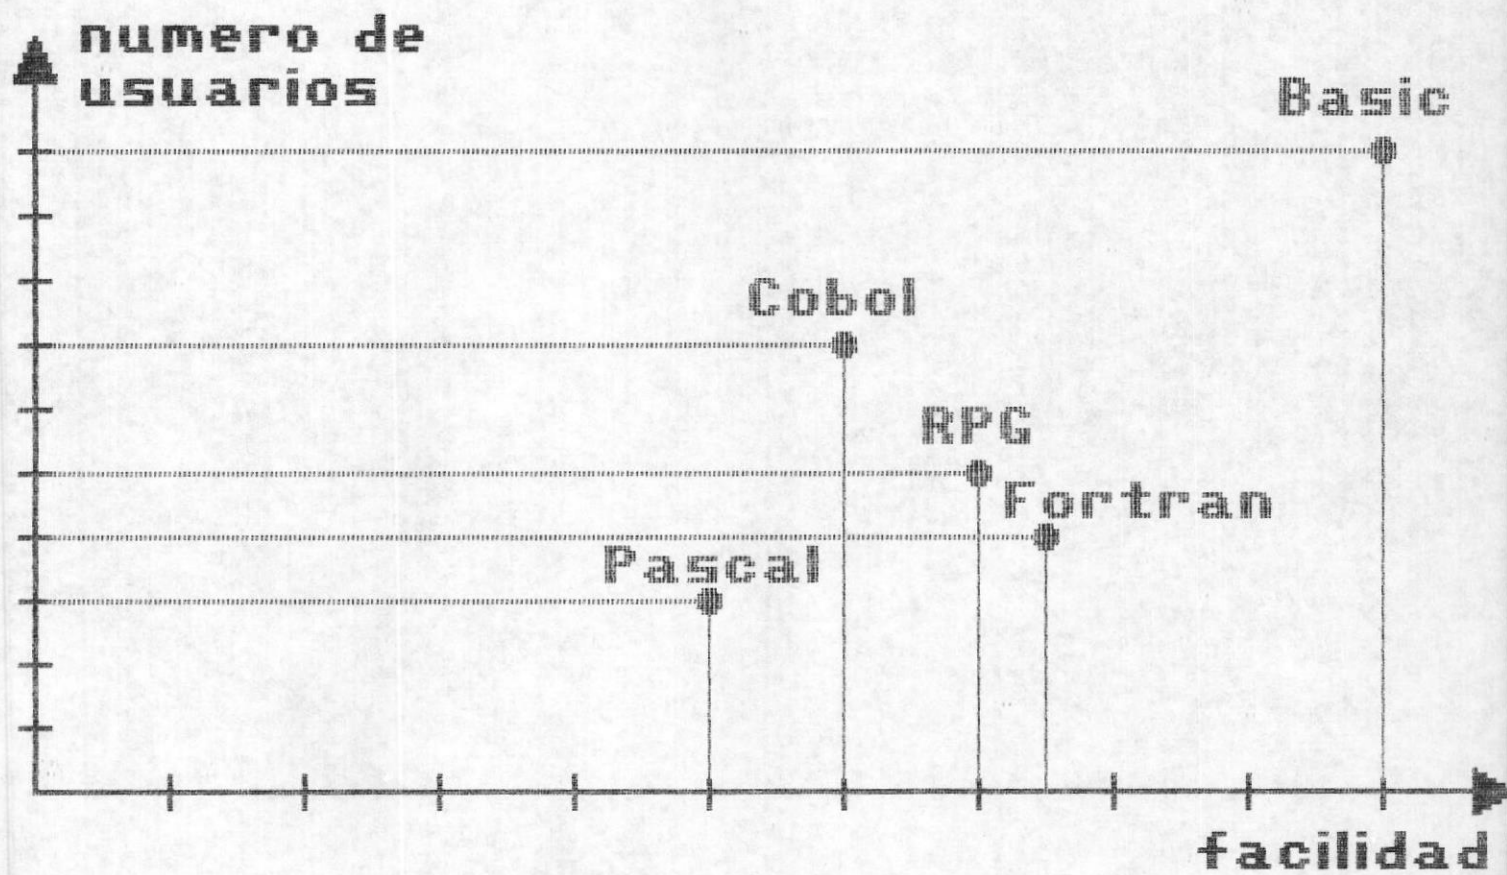 numero de
usuarios
Basic
Cobol
RPG
Fortran
Pascal
facilidad